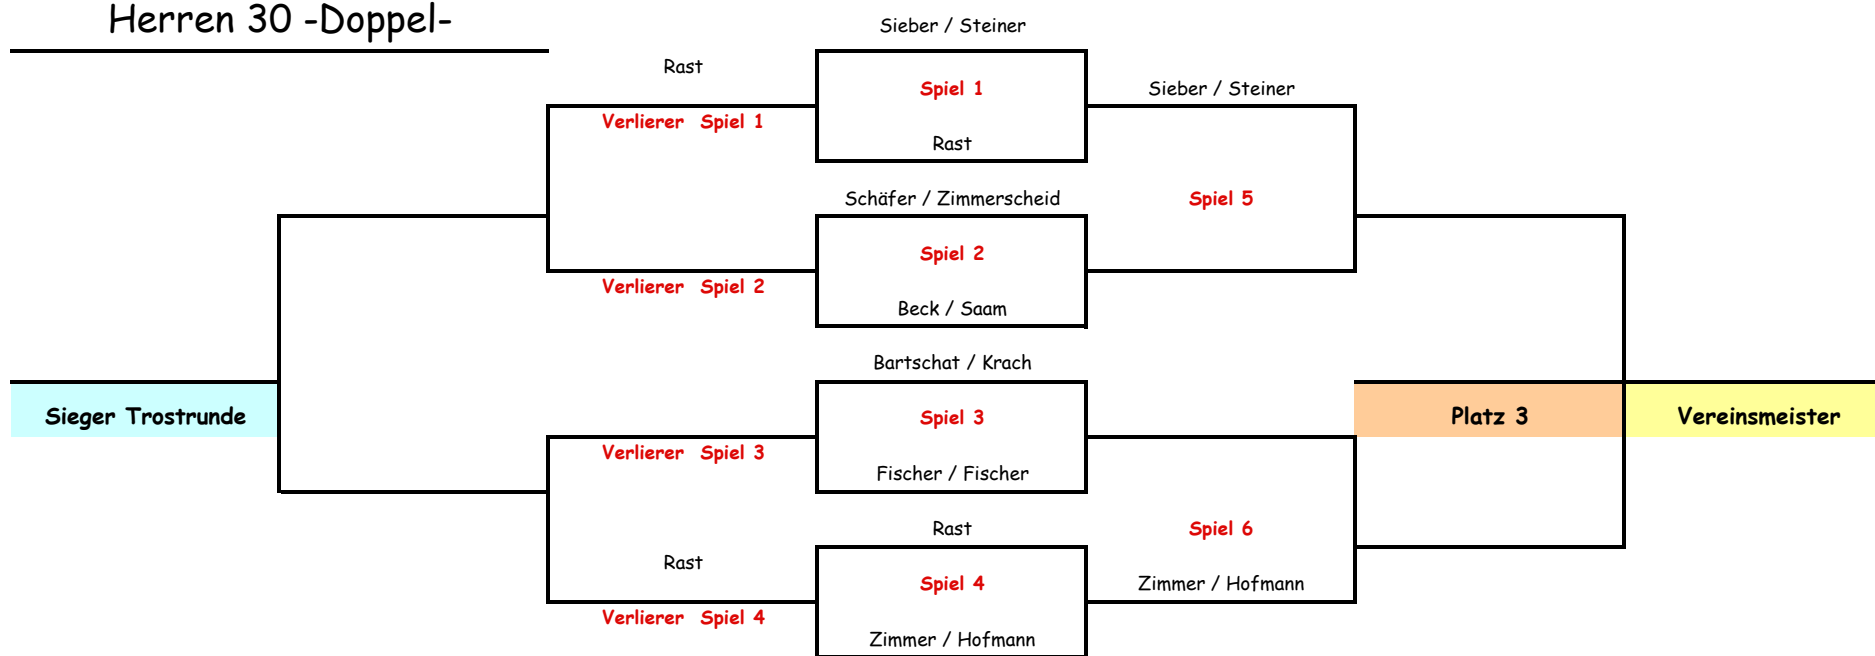 Herren 30 -Doppel-
Sieber / Steiner
Rast
Spiel 1
Sieber / Steiner
Verlierer Spiel 1
Rast
Schäfer / Zimmerscheid
Spiel 5
Spiel 2
Verlierer Spiel 2
Beck / Saam
Bartschat / Krach
Sieger Trostrunde
Spiel 3
Platz 3
Vereinsmeister
Verlierer Spiel 3
Fischer / Fischer
Rast
Spiel 6
Rast
Spiel 4
Zimmer / Hofmann
Verlierer Spiel 4
Zimmer / Hofmann